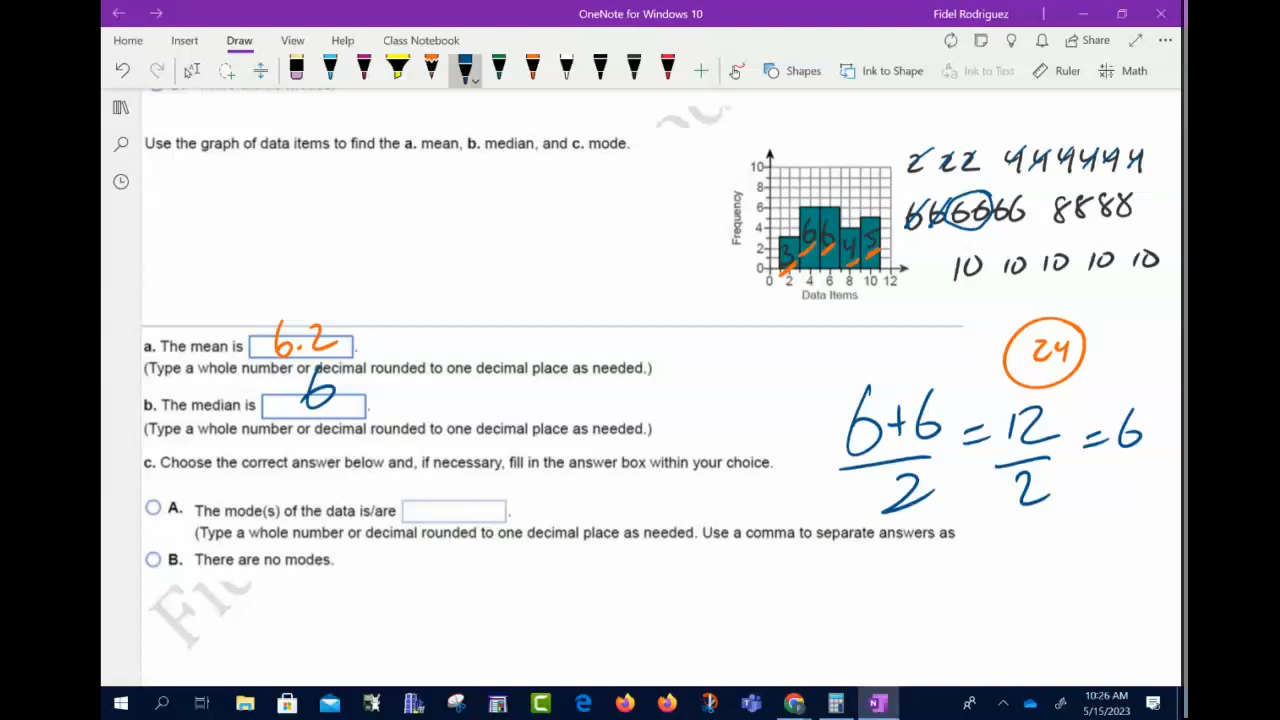 OneNote for Windows 10
Fidel Rodriguez
Home Insert Draw View Help Class Notebook
Share
Shapes Ink to Shape Ink to Text Ruler Math
Use the graph of data items to find the a. mean, b. median, and c. mode.
10
8
6
4
2
0
Frequency
3 6 6 4 5
0 2 4 6 8 10 12
Data Items
2 2 2 4 4 4 4 4 4
6 6 6 6 6 6 8 8 8 8
10 10 10 10 10
24
a. The mean is 6.2.
(Type a whole number or decimal rounded to one decimal place as needed.)
b. The median is 6.
(Type a whole number or decimal rounded to one decimal place as needed.)
6+6/2 = 12/2 = 6
c. Choose the correct answer below and, if necessary, fill in the answer box within your choice.
A. The mode(s) of the data is/are .
(Type a whole number or decimal rounded to one decimal place as needed. Use a comma to separate answers as
B. There are no modes.
10:26 AM
5/15/2023